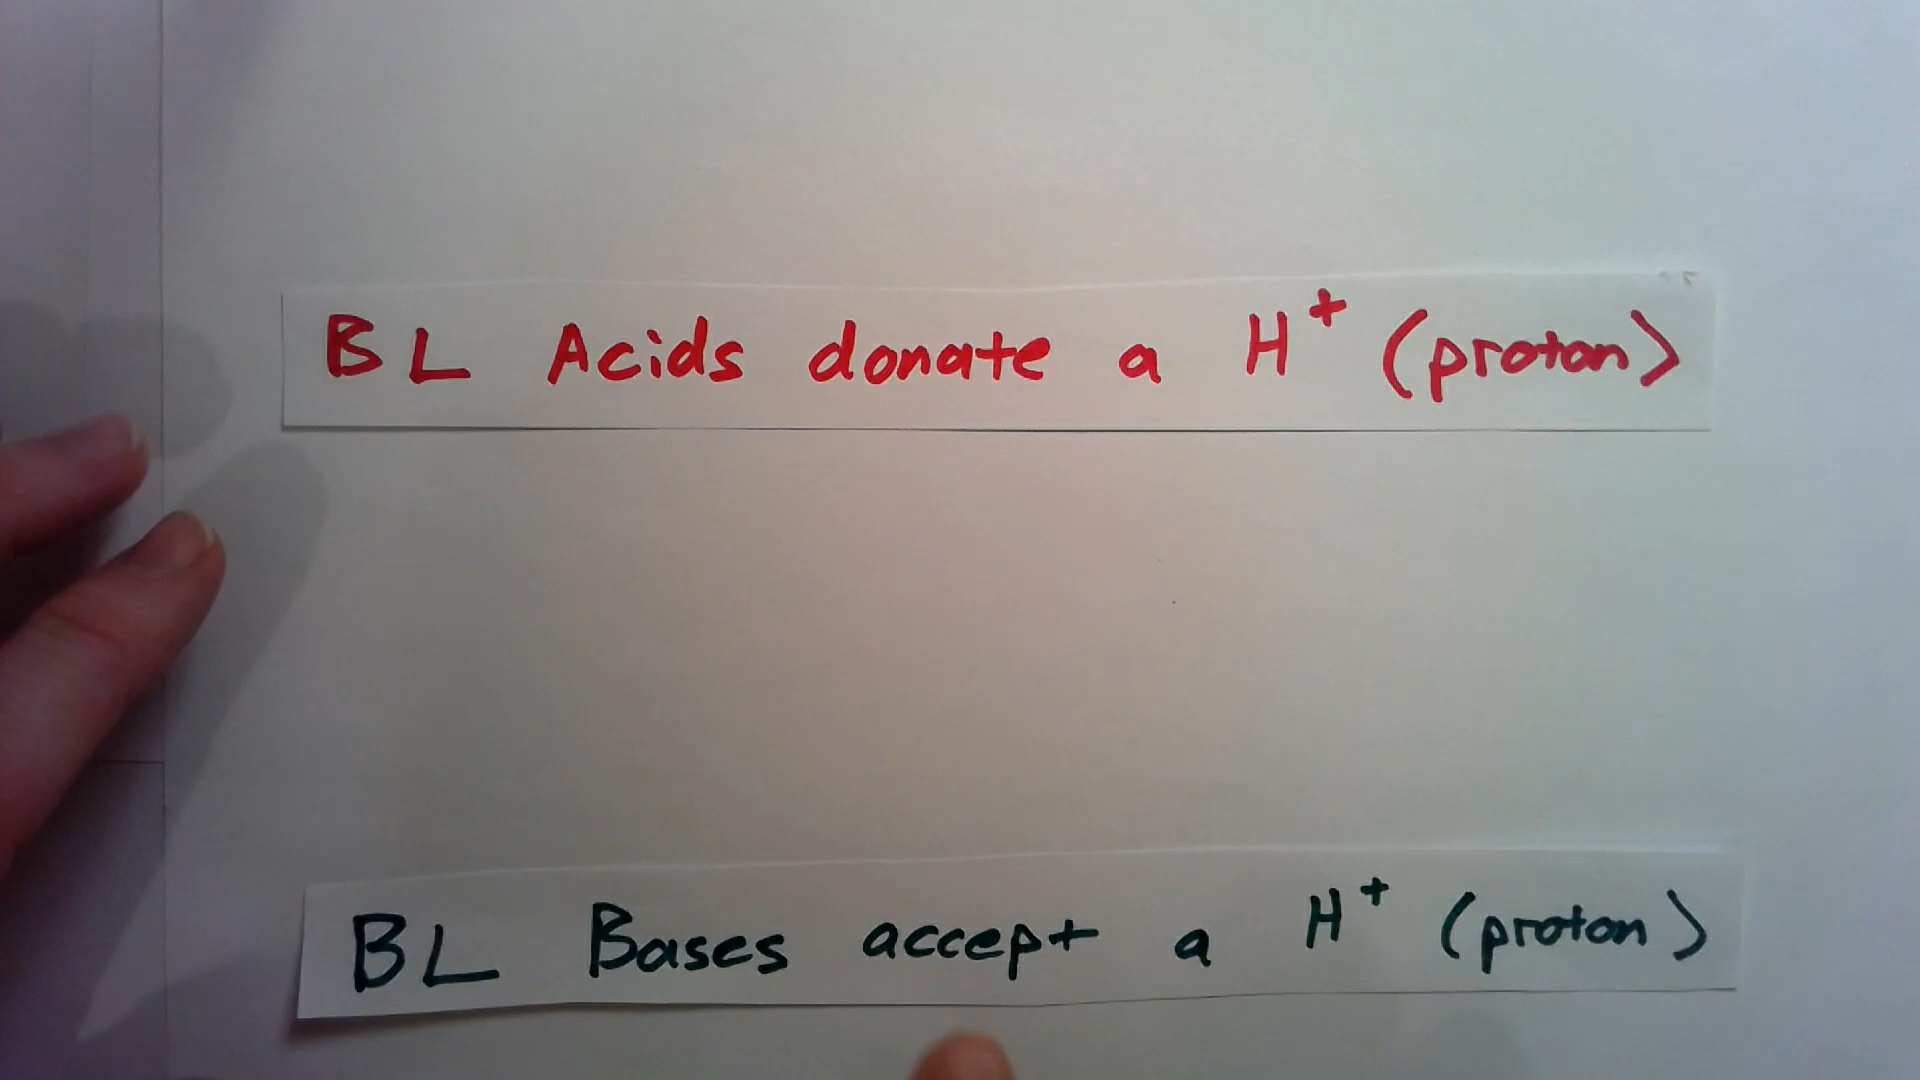 BL Acids donate a H⁺ (proton)
BL Bases accept a H⁺ (proton)